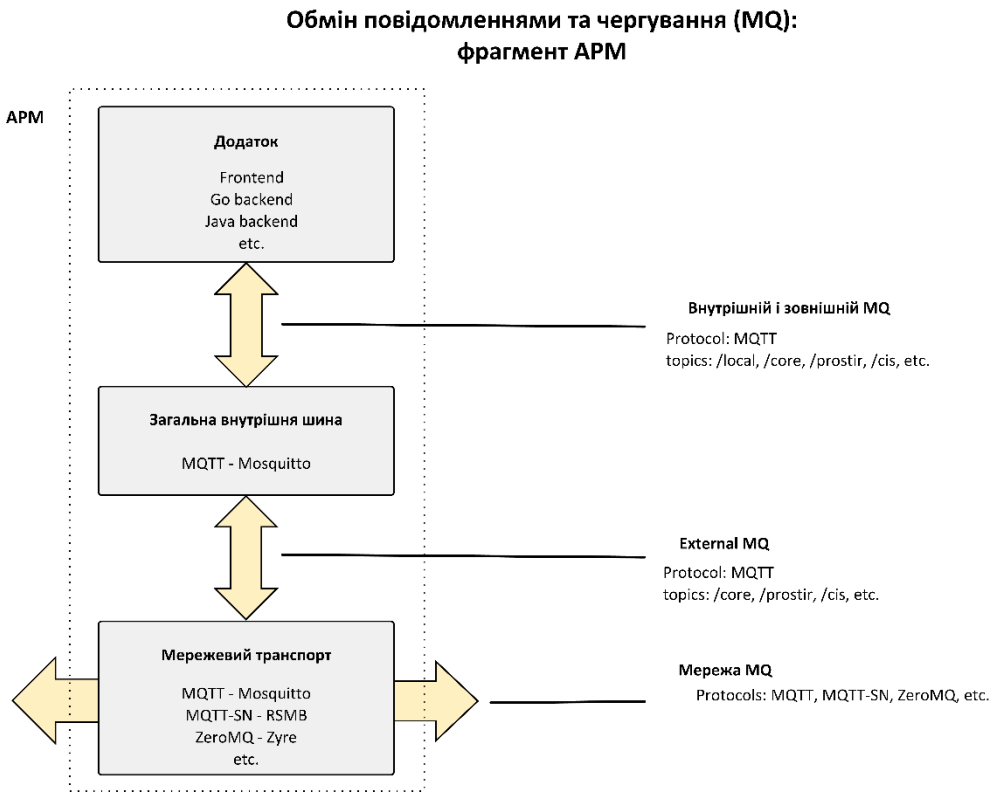 Обмін повідомленнями та чергування (MQ):
фрагмент АРМ
АРМ
Додаток
Frontend
Go backend
Java backend
etc.
Внутрішній і зовнішній MQ
Protocol: MQTT
topics: /local, /core, /prostir, /cis, etc.
Загальна внутрішня шина
MQTT - Mosquitto
External MQ
Protocol: MQTT
topics: /core, /prostir, /cis, etc.
Мережевий транспорт
MQTT - Mosquitto
MQTT-SN - RSMB
ZeroMQ - Zyre
etc.
Мережа MQ
Protocols: MQTT, MQTT-SN, ZeroMQ, etc.